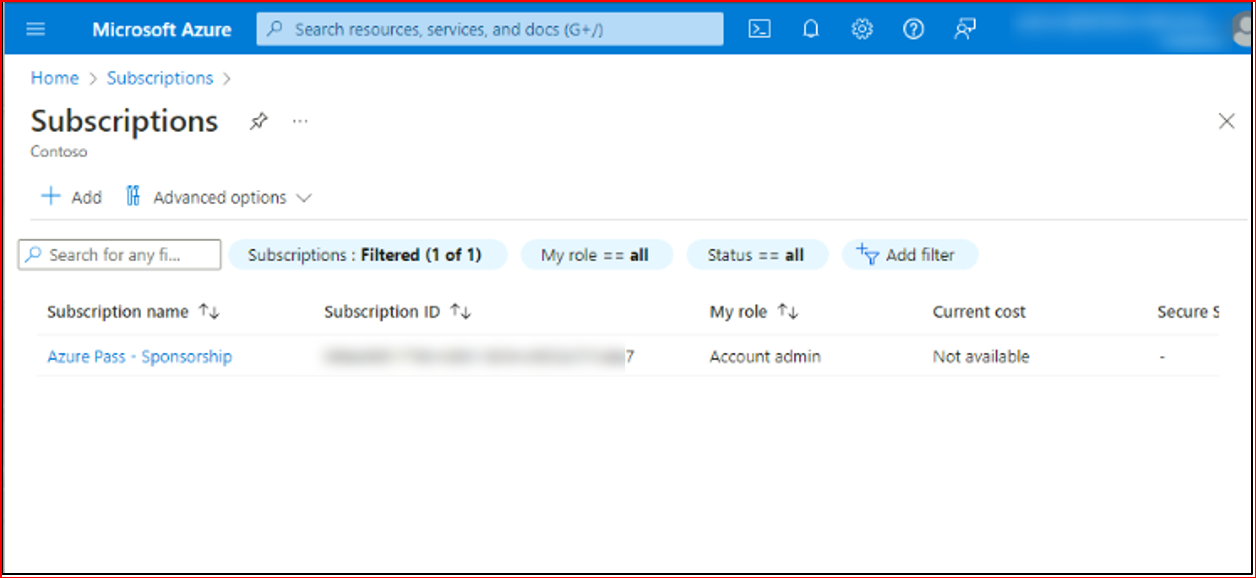 Microsoft Azure Search resources, services, and docs (G+/)
Home > Subscriptions >
Subscriptions ...
Contoso
+ Add Advanced options
Search for any fi... Subscriptions : Filtered (1 of 1) My role == all Status == all Add filter
Subscription name ↑↓ Subscription ID ↑↓ My role ↑↓ Current cost Secure S
Azure Pass - Sponsorship 7 Account admin Not available -